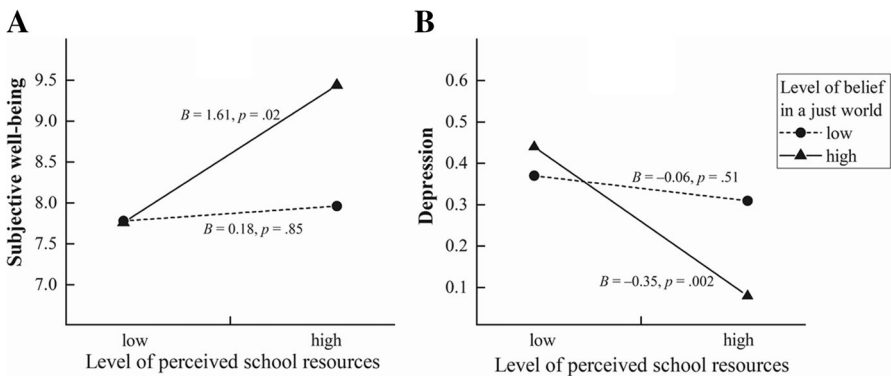 A
Subjective well-being
9.5
9.0
8.5
8.0
7.5
7.0
B = 1.61, p = .02
B = 0.18, p = .85
low
high
Level of perceived school resources
B
Depression
0.6
0.5
0.4
0.3
0.2
0.1
B = –0.06, p = .51
B = –0.35, p = .002
low
high
Level of perceived school resources
Level of belief
in a just world
low
high